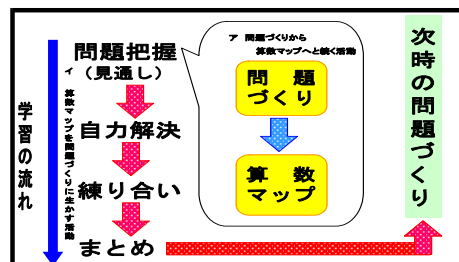 学習の流れ
イ 算数マップを問題づくりに生かす活動
問題把握
(見通し)
自力解決
練り合い
まとめ
ア 問題づくりから
算数マップへと続く活動
問題
づくり
算数
マップ
次時の問題づくり